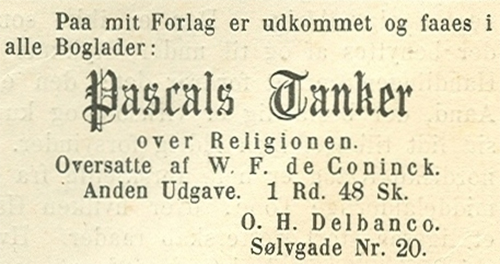 Paa mit Forlag er udkommet og faaes i
alle Boglader:
Pascals Tanker
over Religionen.
Oversatte af W. F. de Coninck.
Anden Udgave. 1 Rd. 48 Sk.
O. H. Delbanco.
Sølvgade Nr. 20.